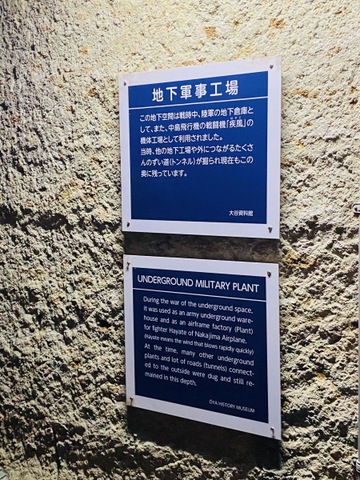 地下軍事工場
この地下空間は戦時中、陸軍の地下倉庫と
して、また、中島飛行機の戦闘機「疾風」の
機体工場として利用されました。
当時、他の地下工場や外につながるたくさ
んのずい道(トンネル)が掘られ現在もこの
奥に残っています。
大谷資料館
UNDERGROUND MILITARY PLANT
During the war of the underground space,
it was used as an army underground ware-
house and as an airframe factory (Plant)
for fighter Hayate of Nakajima Airplane.
(Hayate means the wind that blows rapidly quickly)
At the time, many other underground
plants and lot of roads (tunnels) connect-
ed to the outside were dug and still re-
mained in this depth.
OYA HISTORY MUSEUM